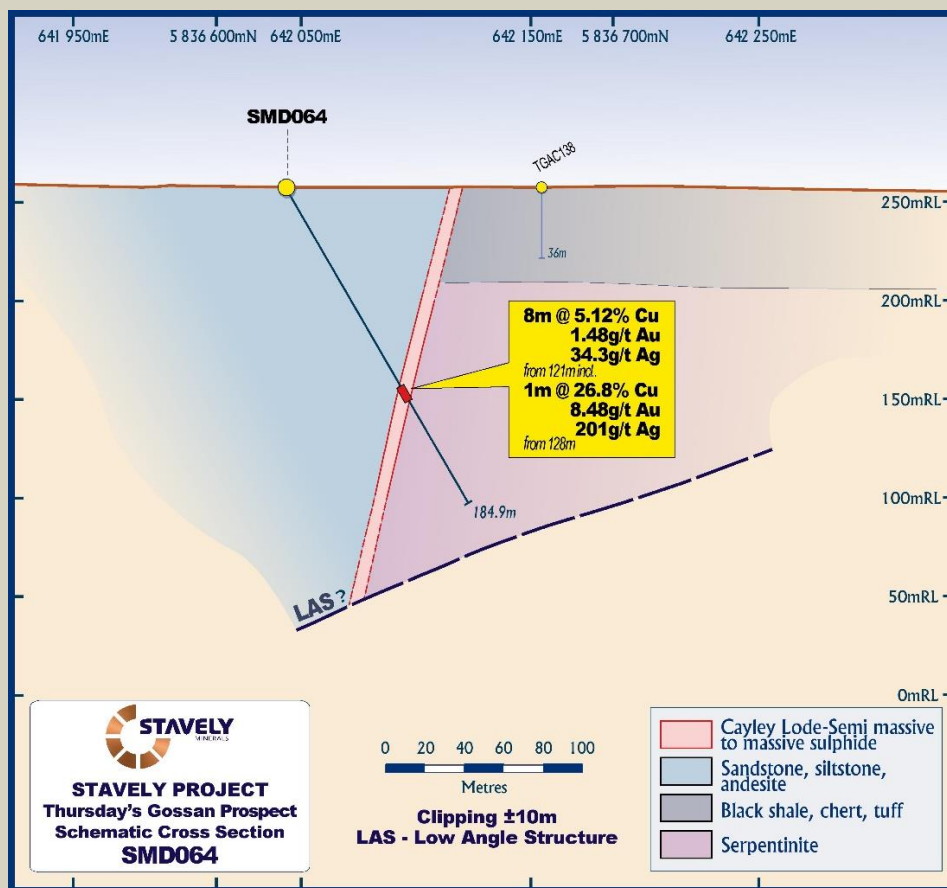 641 950mE 5 836 600mN 642 050mE 642 150mE 5 836 700mN 642 250mE
SMD064
TGAC138
250mRL
36m
200mRL
8m @ 5.12% Cu
1.48g/t Au
34.3g/t Ag
from 121m incl.
1m @ 26.8% Cu
8.48g/t Au
201g/t Ag
from 128m
150mRL
184.9m
100mRL
LAS ?
50mRL
0mRL
STAVELY
MINERALS
STAVELY PROJECT
Thursday's Gossan Prospect
Schematic Cross Section
SMD064
0 20 40 60 80 100
Metres
Clipping ±10m
LAS - Low Angle Structure
Cayley Lode-Semi massive
to massive sulphide
Sandstone, siltstone,
andesite
Black shale, chert, tuff
Serpentinite